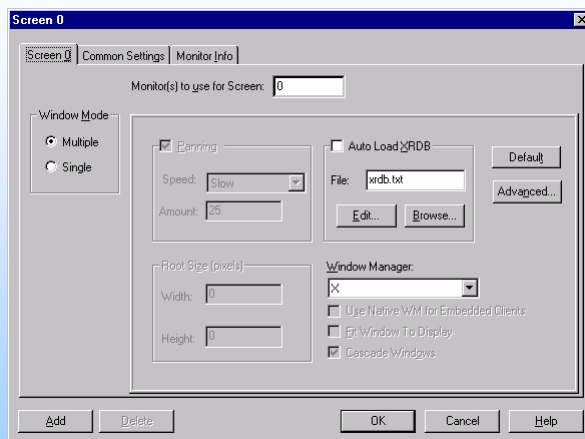 Screen 0
Screen 0 Common Settings Monitor Info
Monitor(s) to use for Screen: 0
Window Mode
Multiple
Single
Panning
Speed: Slow
Amount: 25
Auto Load XRDB
File: xrdb.txt
Edit... Browse...
Default
Advanced...
Root Size (pixels)
Width: 0
Height: 0
Window Manager:
X
Use Native WM for Embedded Clients
Fit Window To Display
Cascade Windows
Add Delete OK Cancel Help